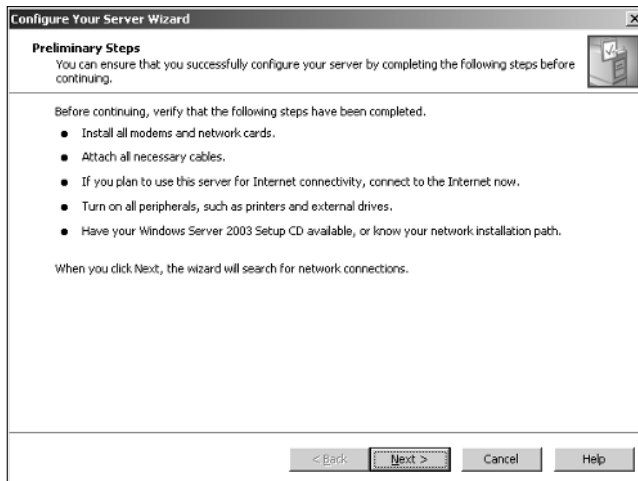 Configure Your Server Wizard
Preliminary Steps
You can ensure that you successfully configure your server by completing the following steps before
continuing.
Before continuing, verify that the following steps have been completed.
● Install all modems and network cards.
● Attach all necessary cables.
● If you plan to use this server for Internet connectivity, connect to the Internet now.
● Turn on all peripherals, such as printers and external drives.
● Have your Windows Server 2003 Setup CD available, or know your network installation path.
When you click Next, the wizard will search for network connections.
< Back Next > Cancel Help